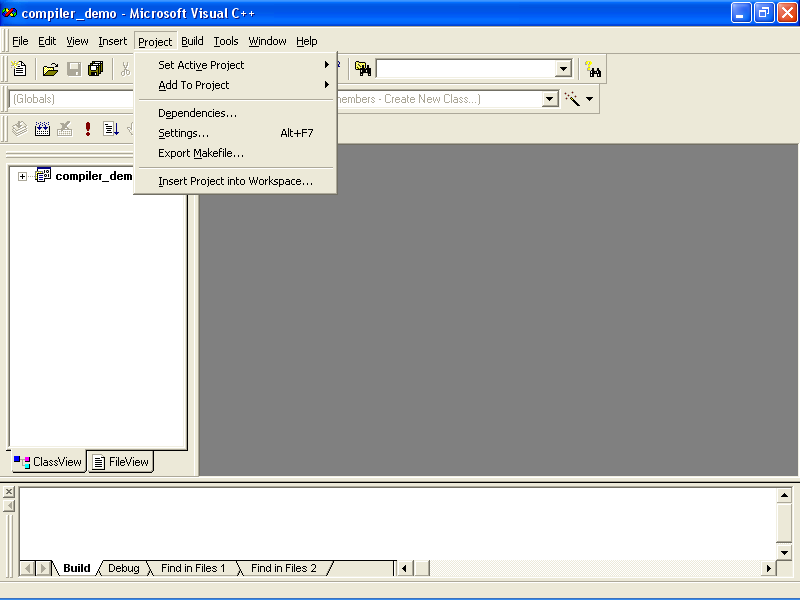 compiler_demo - Microsoft Visual C++
File Edit View Insert Project Build Tools Window Help
Set Active Project
Add To Project
(Globals)
members - Create New Class...)
Dependencies...
Settings... Alt+F7
Export Makefile...
compiler_dem
Insert Project into Workspace...
ClassView FileView
Build Debug Find in Files 1 Find in Files 2